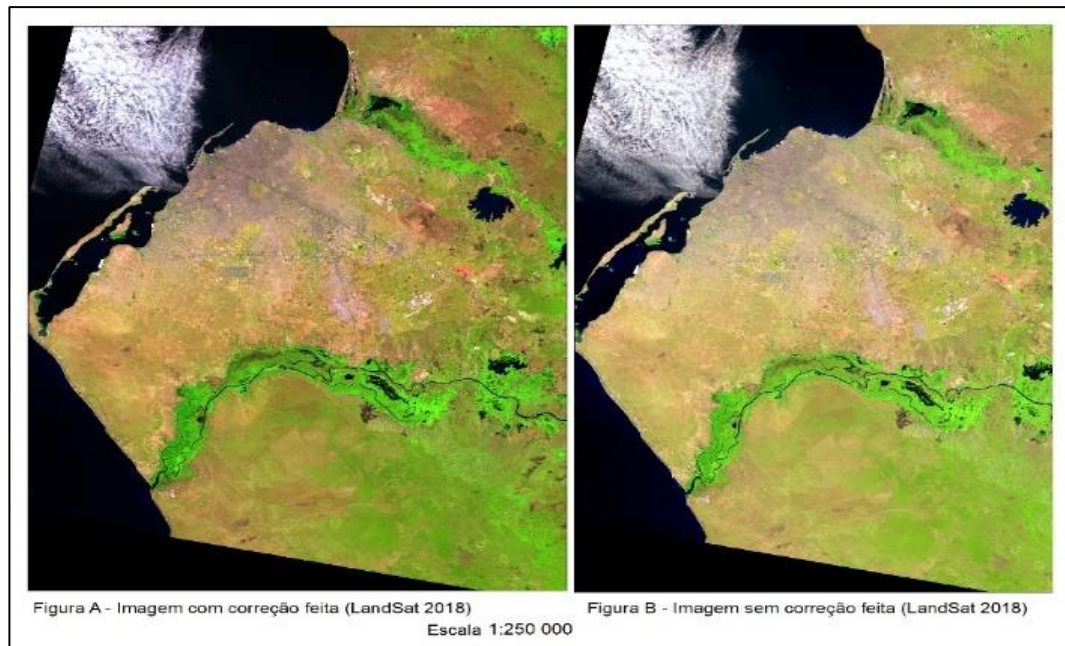 Figura A - Imagem com correção feita (LandSat 2018)
Figura B - Imagem sem correção feita (LandSat 2018)
Escala 1:250 000